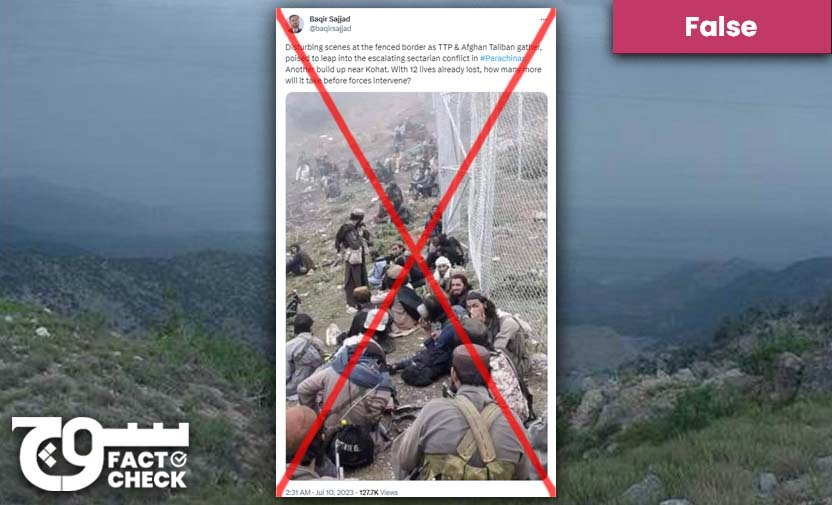 Baqir Sajjad
@baqirsajjad
Disturbing scenes at the fenced border as TTP & Afghan Taliban gather,
poised to leap into the escalating sectarian conflict in #Parachinar.
Another build up near Kohat. With 12 lives already lost, how many more
will it take before forces intervene?
2:31 AM · Jul 10, 2023 · 127.7K Views
False
FACT
CHECK